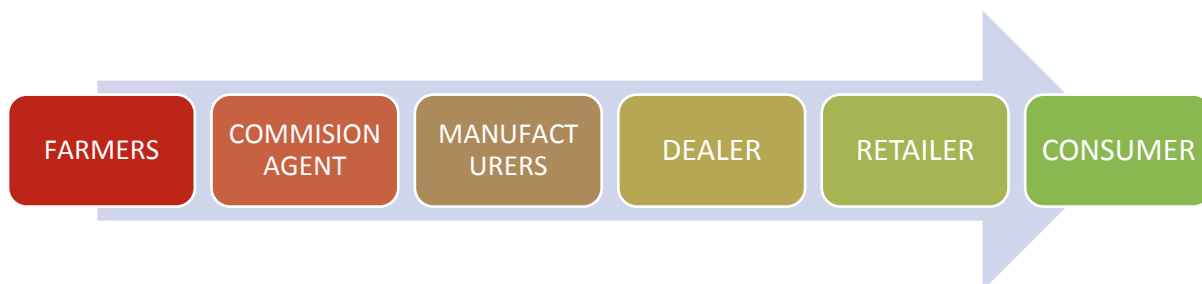 FARMERS
COMMISION
AGENT
MANUFACT
URERS
DEALER
RETAILER
CONSUMER